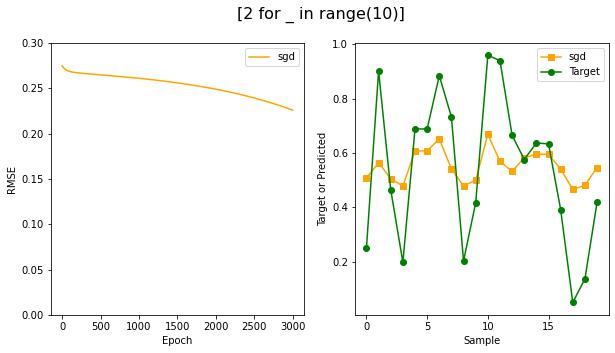 [2 for _ in range(10)]
0.30
0.25
0.20
0.15
0.10
0.05
0.00
RMSE
0 500 1000 1500 2000 2500 3000
Epoch
sgd
1.0
0.8
0.6
0.4
0.2
Target or Predicted
0 5 10 15
Sample
sgd
Target